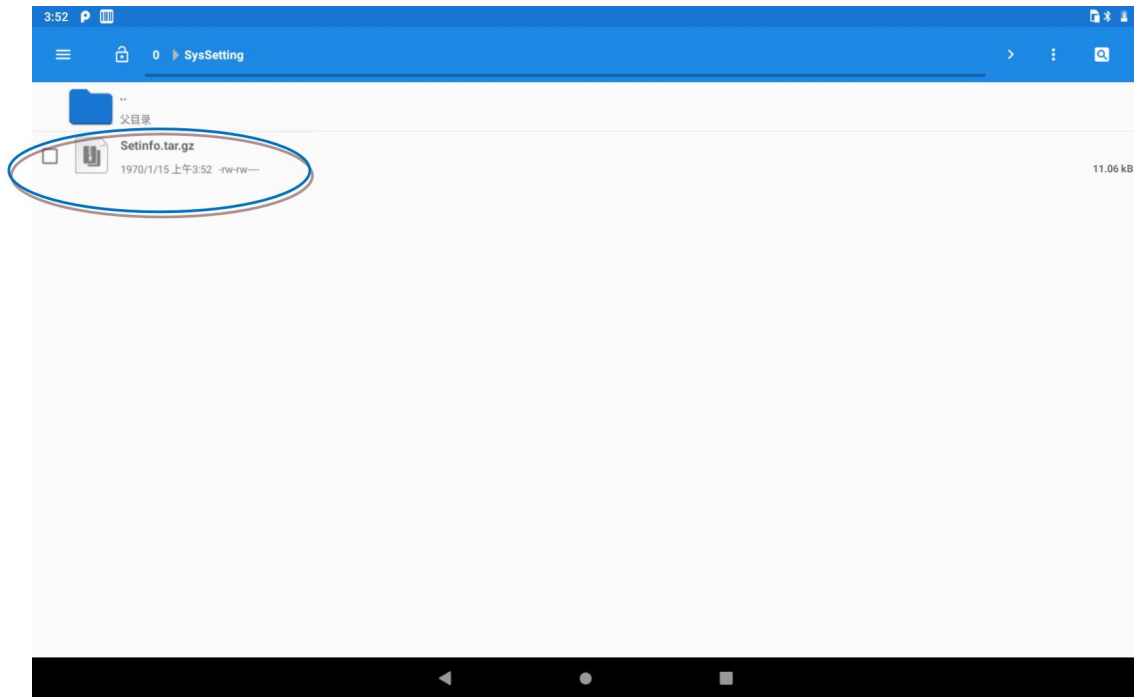 3:52
0 SysSetting
..
父目录
Setinfo.tar.gz
1970/1/15 上午3:52 -rw-rw----
11.06 kB